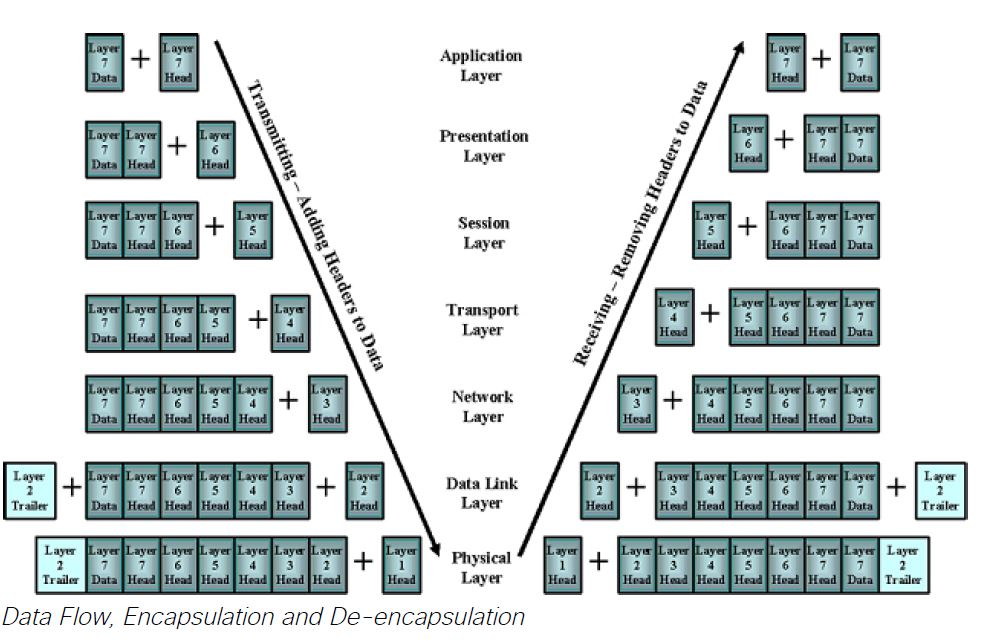 Layer Layer Application Layer Layer
7 + 7 Layer 7 + 7
Data Head Head Data
Transmitting – Adding Headers to Data
Receiving – Removing Headers to Data
Layer Layer Layer Presentation Layer Layer Layer
7 7 + 6 Layer 6 + 7 7
Data Head Head Head Head Data
Layer Layer Layer Layer Session Layer Layer Layer Layer
7 7 6 + 5 Layer 5 + 6 7 7
Data Head Head Head Head Head Head Data
Layer Layer Layer Layer Layer Transport Layer Layer Layer Layer Layer
7 7 6 5 + 4 Layer 4 + 5 6 7 7
Data Head Head Head Head Head Head Head Head Data
Layer Layer Layer Layer Layer Layer Network Layer Layer Layer Layer Layer Layer
7 7 6 5 4 + 3 Layer 3 + 4 5 6 7 7
Data Head Head Head Head Head Head Head Head Head Head Data
Layer Layer Layer Layer Layer Layer Layer Layer Data Link Layer Layer Layer Layer Layer Layer Layer Layer
2 + 7 7 6 5 4 3 + 2 Layer 2 + 3 4 5 6 7 7 + 2
Trailer Data Head Head Head Head Head Head Head Head Head Head Head Head Data Trailer
Layer Layer Layer Layer Layer Layer Layer Layer Layer Physical Layer Layer Layer Layer Layer Layer Layer Layer Layer
2 7 7 6 5 4 3 2 + 1 Layer 1 + 2 3 4 5 6 7 7 2
Trailer Data Head Head Head Head Head Head Head Head Head Head Head Head Head Head Data Trailer
Data Flow, Encapsulation and De-encapsulation